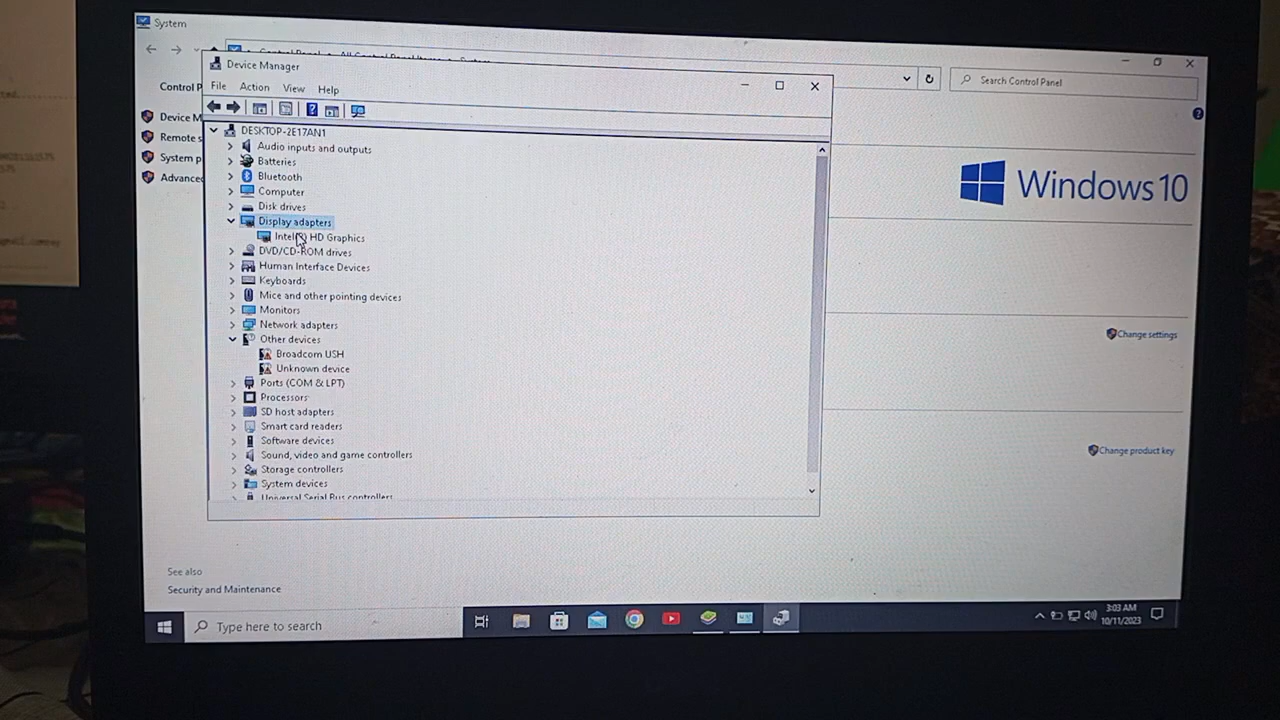 System
Search Control Panel
Device Manager
File Action View Help
Control P
Device M
Remote s
System p
Advanced
DESKTOP-2E17AN1
Audio inputs and outputs
Batteries
Bluetooth
Computer
Disk drives
Display adapters
HD Graphics
DVD/CD-ROM drives
Human Interface Devices
Keyboards
Mice and other pointing devices
Monitors
Network adapters
Other devices
Broadcom USH
Unknown device
Ports (COM & LPT)
Processors
SD host adapters
Smart card readers
Software devices
Sound, video and game controllers
Storage controllers
System devices
Universal Serial Bus controllers
Windows 10
Change settings
Change product key
See also
Security and Maintenance
Type here to search
3:03 AM
10/11/2023